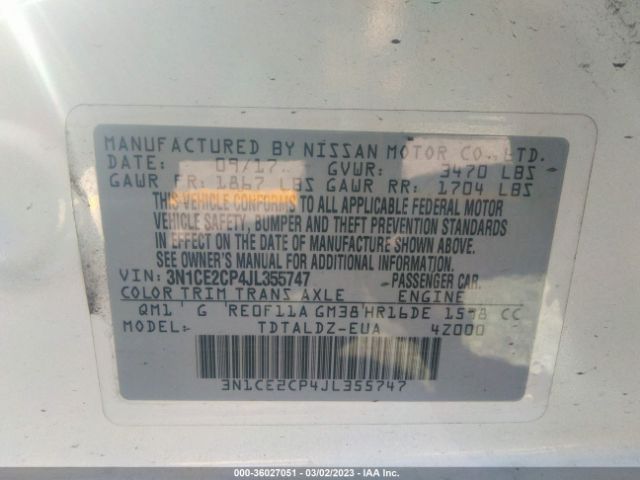 MANUFACTURED BY NISSAN MOTOR CO., LTD.
DATE: 09/17 GVWR: 3470 LBS
GAWR FR: 1867 LBS GAWR RR: 1704 LBS
THIS VEHICLE CONFORMS TO ALL APPLICABLE FEDERAL MOTOR
VEHICLE SAFETY, BUMPER AND THEFT PREVENTION STANDARDS
IN EFFECT ON THE DATE OF MANUFACTURE SHOWN ABOVE.
SEE OWNER'S MANUAL FOR ADDITIONAL INFORMATION.
VIN: 3N1CE2CP4JL355747 PASSENGER CAR.
COLOR TRIM TRANS AXLE ENGINE
QM1 G RE0F11A GM38 HR16DE 1598 CC
MODEL: TDTALDZ-EUA 4Z000
3N1CE2CP4JL355747
000-36027051 - 03/02/2023 - IAA Inc.